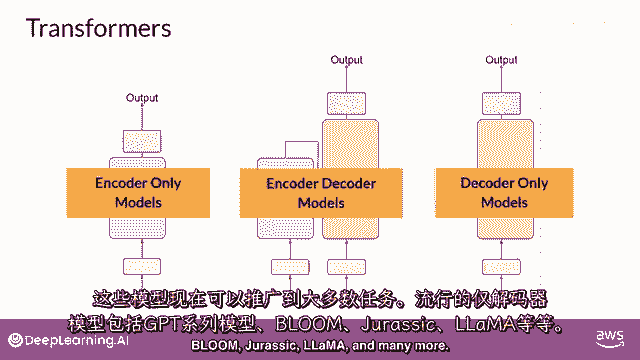 Transformers
Output
Output
Output
Encoder Only
Models
Encoder Decoder
Models
Decoder Only
Models
这些模型现在可以推广到大多数任务、流行的仅解码器
模型包括GPT系列模型、BLOOM、Jurassic、LLaMA等等。
BLOOM, Jurassic, LLaMA, and many more.
DeepLearning.AI
aws